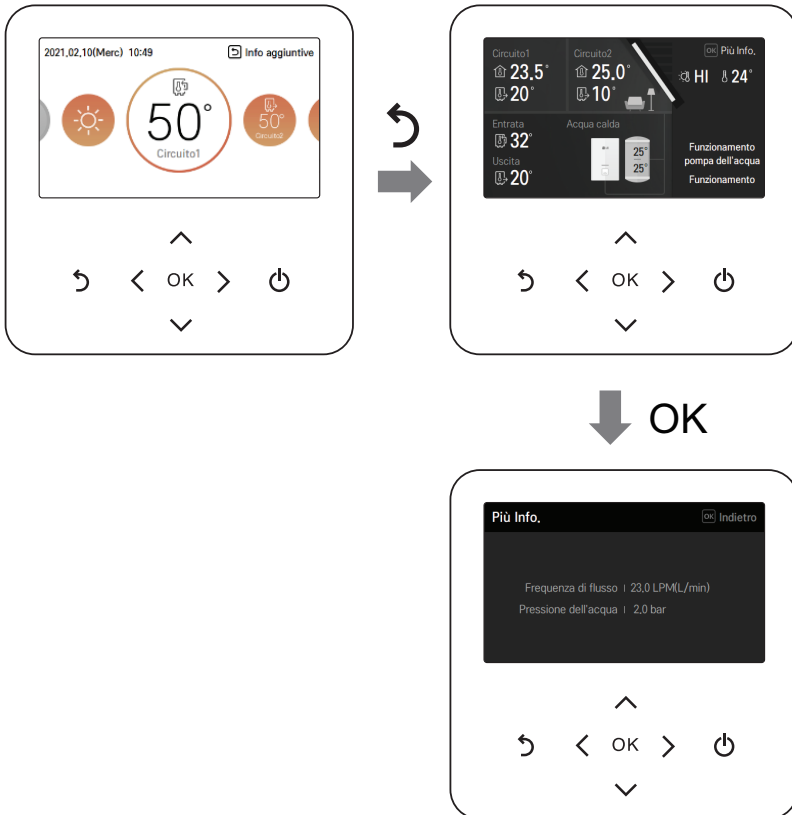 2021.02.10(Merc) 10:49
Info aggiuntive
50°
Circuito1
50°
Circuito2
OK
Circuito1
23.5°
20°
Circuito2
25.0°
10°
OK Più Info.
HI 24°
Entrata
32°
Uscita
20°
Acqua calda
25°
25°
Funzionamento
pompa dell'acqua
Funzionamento
OK
OK
Più Info.
OK Indietro
Frequenza di flusso | 23,0 LPM(L/min)
Pressione dell'acqua | 2,0 bar
OK